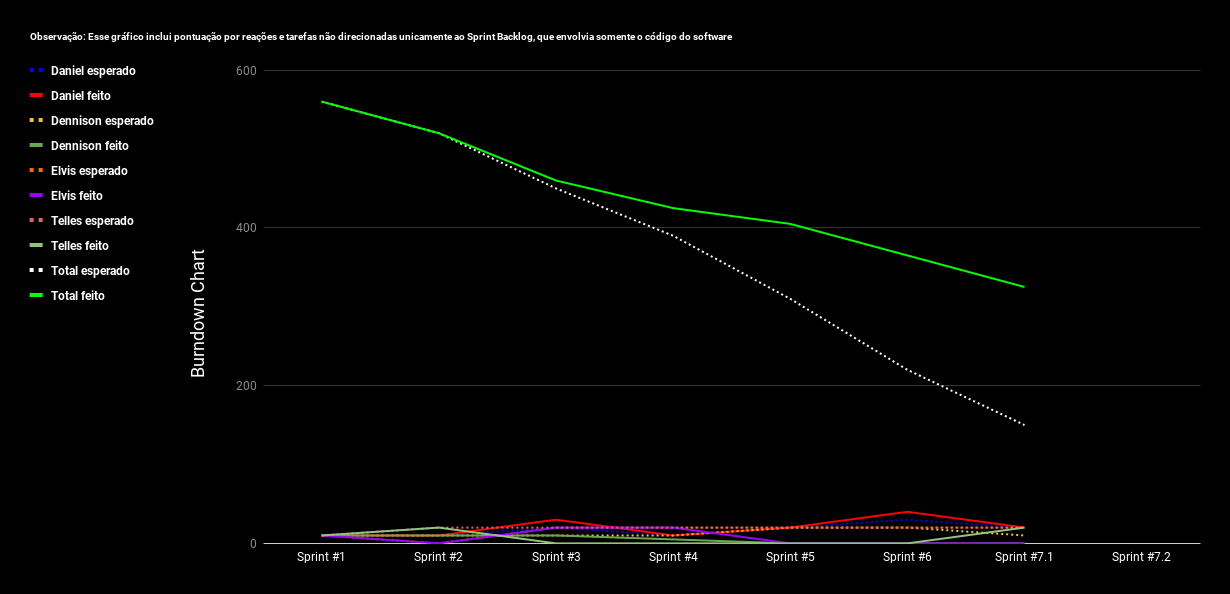 Observação: Esse gráfico inclui pontuação por reações e tarefas não direcionadas unicamente ao Sprint Backlog, que envolvia somente o código do software
Daniel esperado
Daniel feito
Dennison esperado
Dennison feito
Elvis esperado
Elvis feito
Telles esperado
Telles feito
Total esperado
Total feito
Burndown Chart
600
400
200
0
Sprint #1 Sprint #2 Sprint #3 Sprint #4 Sprint #5 Sprint #6 Sprint #7.1 Sprint #7.2